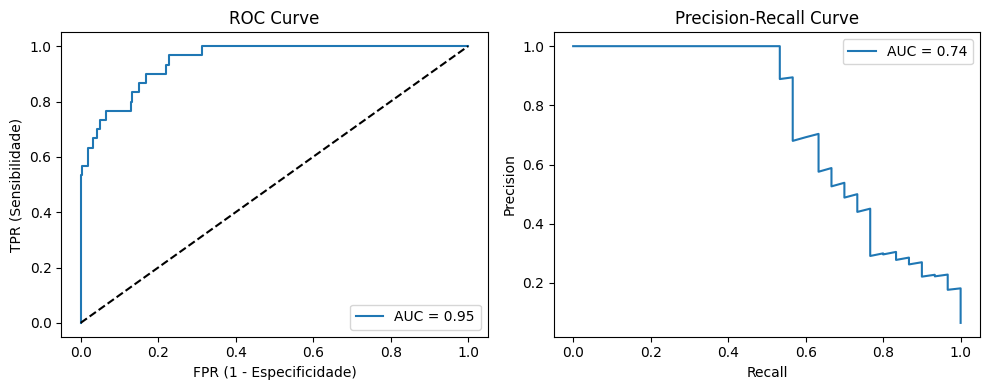 ROC Curve
1.0
0.8
0.6
0.4
0.2
0.0
TPR (Sensibilidade)
0.0 0.2 0.4 0.6 0.8 1.0
FPR (1 - Especificidade)
AUC = 0.95
Precision-Recall Curve
1.0
0.8
0.6
0.4
0.2
Precision
0.0 0.2 0.4 0.6 0.8 1.0
Recall
AUC = 0.74